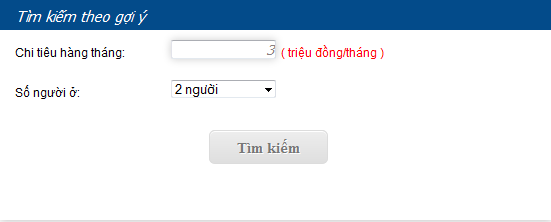 Tìm kiếm theo gợi ý
Chi tiêu hàng tháng: 3 ( triệu đồng/tháng )
Số người ở: 2 người
Tìm kiếm